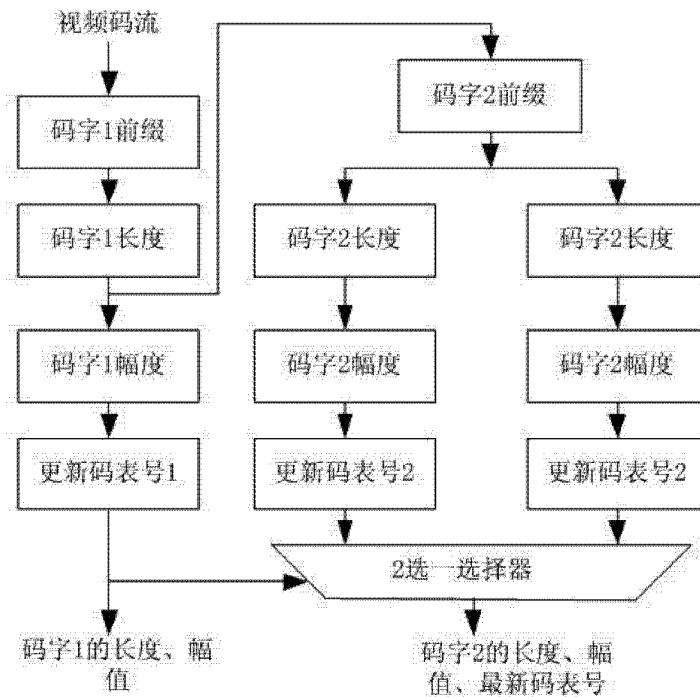 视频码流
码字1前缀
码字1长度
码字1幅度
更新码表号1
码字1的长度、幅
值
码字2前缀
码字2长度
码字2幅度
更新码表号2
码字2长度
码字2幅度
更新码表号2
2选一选择器
码字2的长度、幅
值、最新码表号